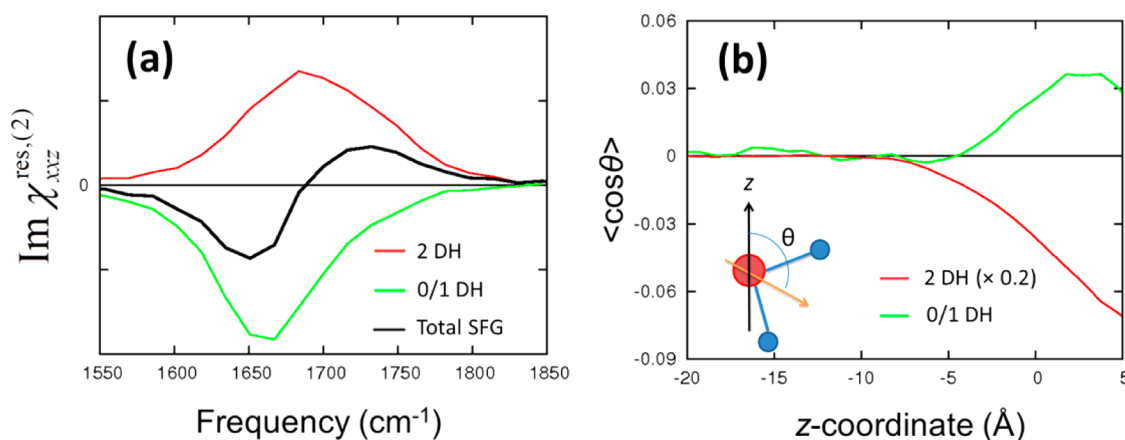 (a)
Im χxxz^res,(2)
0
2 DH
0/1 DH
Total SFG
1550 1600 1650 1700 1750 1800 1850
Frequency (cm⁻¹)
(b)
<cosθ>
0.06
0.03
0
-0.03
-0.06
-0.09
z
θ
2 DH (× 0.2)
0/1 DH
-20 -15 -10 -5 0 5
z-coordinate (Å)